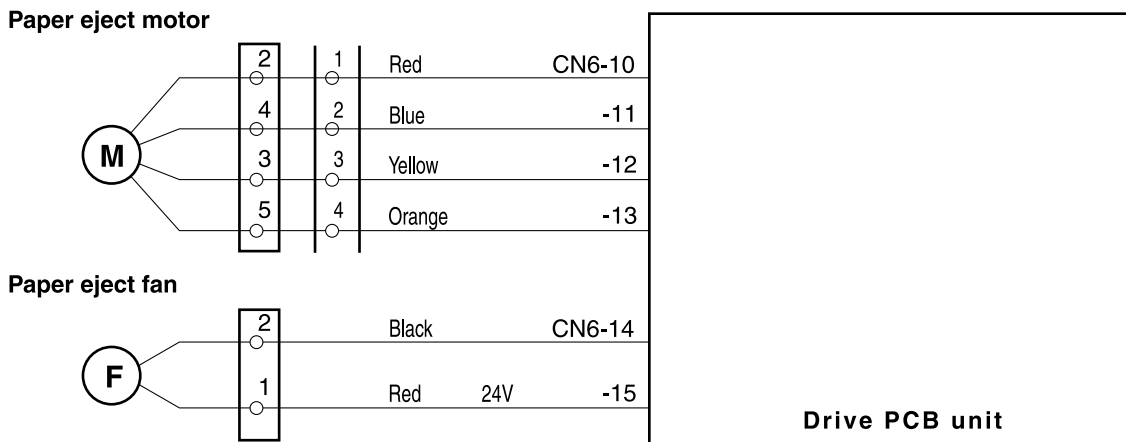 Paper eject motor
2 1 Red CN6-10
4 2 Blue -11
M
3 3 Yellow -12
5 4 Orange -13
Paper eject fan
2 Black CN6-14
F
1 Red 24V -15
Drive PCB unit